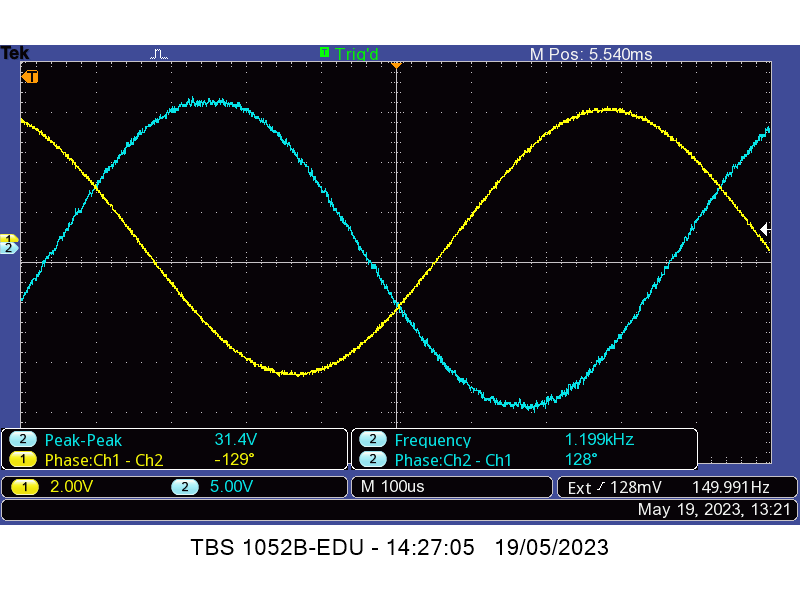 Tek T Trig'd M Pos: 5.540ms
T
1
2
2 Peak-Peak 31.4V 2 Frequency 1.199kHz
1 Phase:Ch1 - Ch2 -129° 2 Phase:Ch2 - Ch1 128°
1 2.00V 2 5.00V M 100us Ext 128mV 149.991Hz
May 19, 2023, 13:21
TBS 1052B-EDU - 14:27:05 19/05/2023